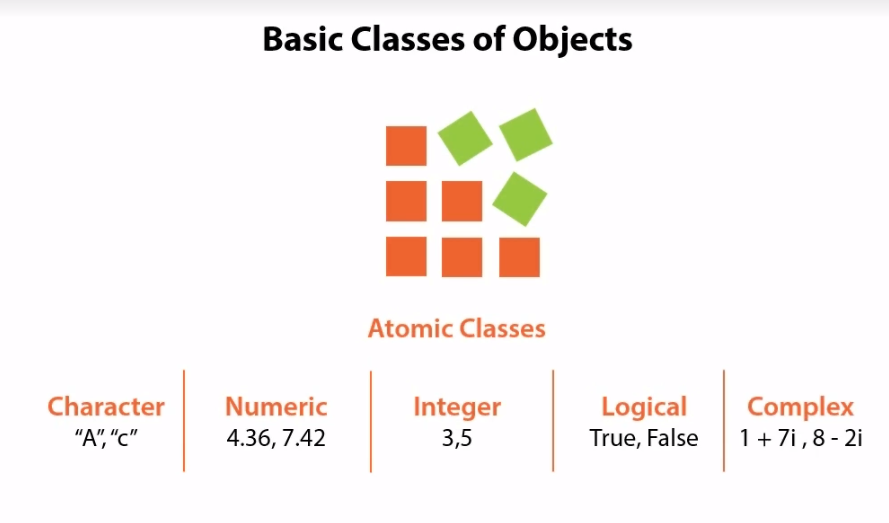 Basic Classes of Objects
Atomic Classes
Character
“A”, “c”
Numeric
4.36, 7.42
Integer
3,5
Logical
True, False
Complex
1 + 7i , 8 - 2i